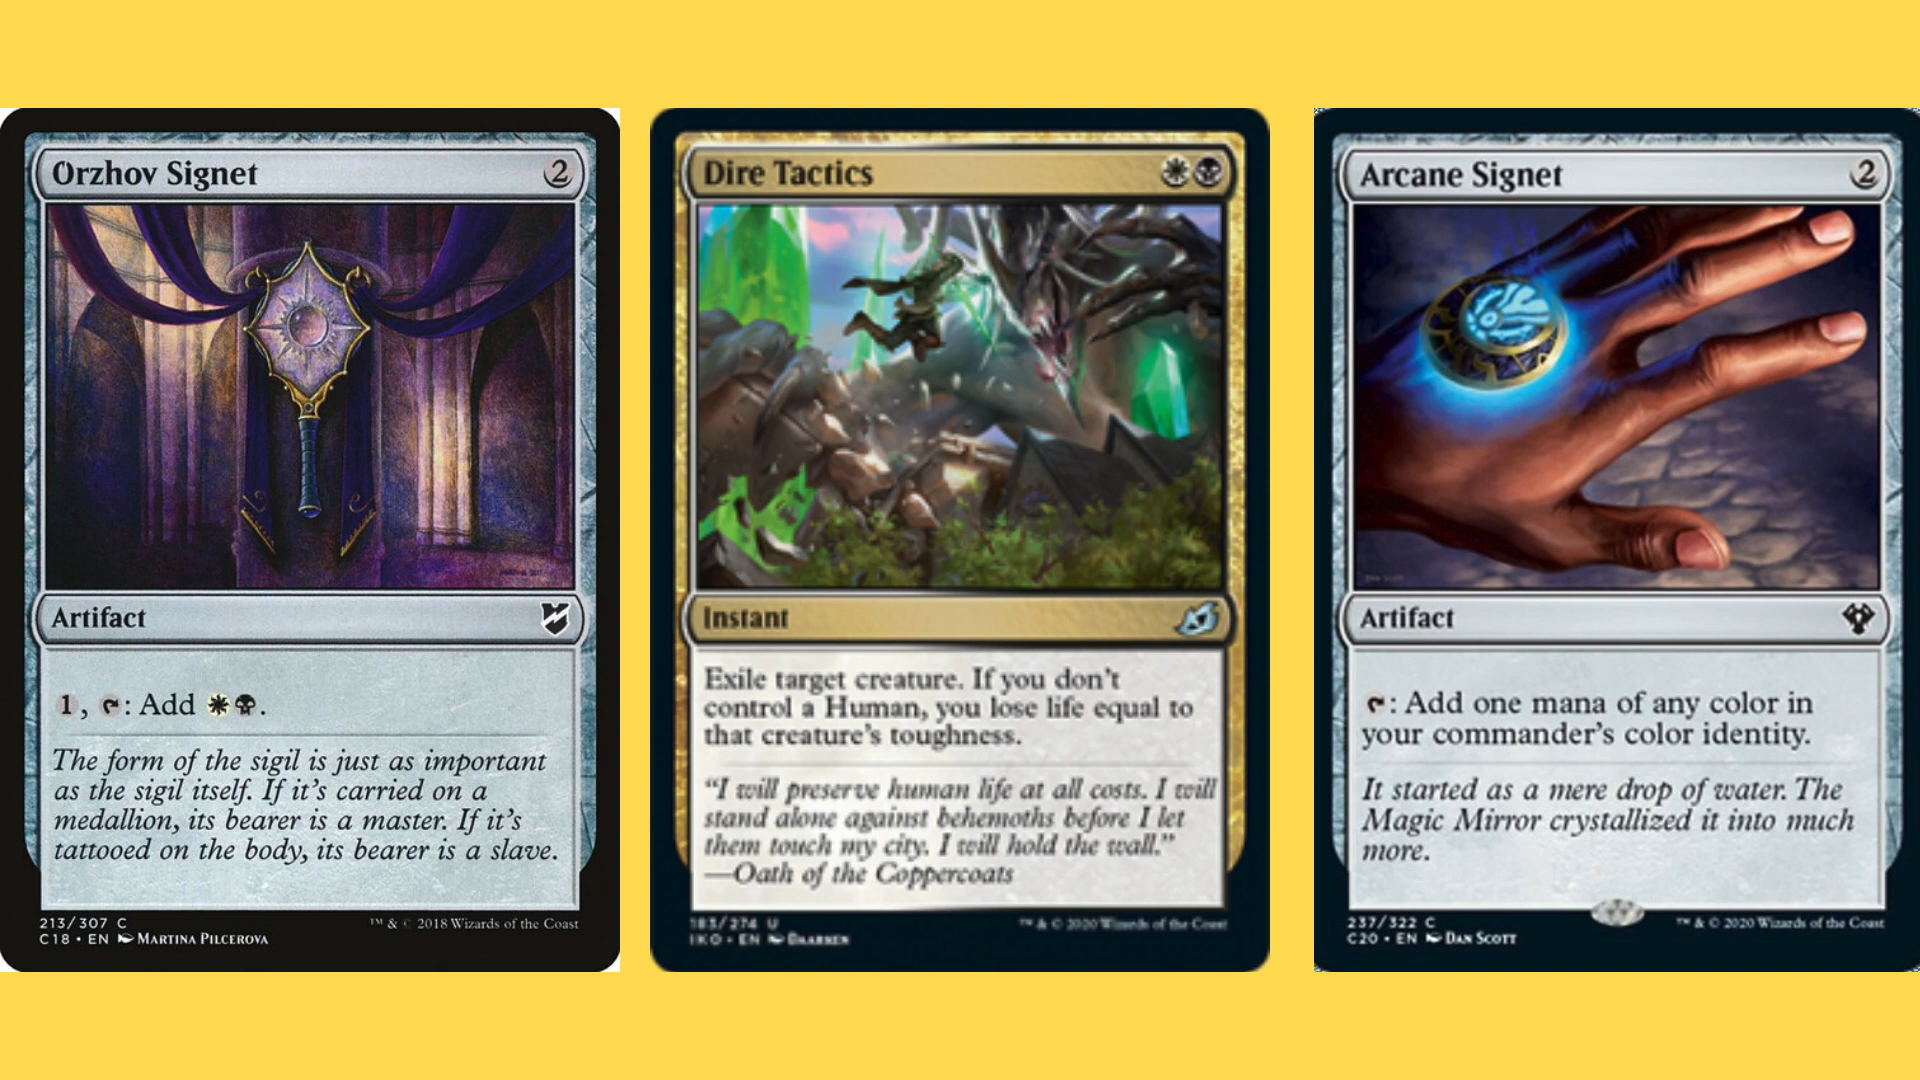 Orzhov Signet 2
Artifact
1, : Add .
The form of the sigil is just as important
as the sigil itself. If it's carried on a
medallion, its bearer is a master. If it's
tattooed on the body, its bearer is a slave.
213/307 C
C18 • EN MARTINA PILCEROVA
™ & © 2018 Wizards of the Coast
Dire Tactics
Instant
Exile target creature. If you don't
control a Human, you lose life equal to
that creature's toughness.
"I will preserve human life at all costs. I will
stand alone against behemoths before I let
them touch my city. I will hold the wall."
—Oath of the Coppercoats
183/274 U
IKO • EN DAARKEN
™ & © 2020 Wizards of the Coast
Arcane Signet 2
Artifact
: Add one mana of any color in
your commander's color identity.
It started as a mere drop of water. The
Magic Mirror crystallized it into much
more.
237/322 C
C20 • EN DAN SCOTT
™ & © 2020 Wizards of the Coast